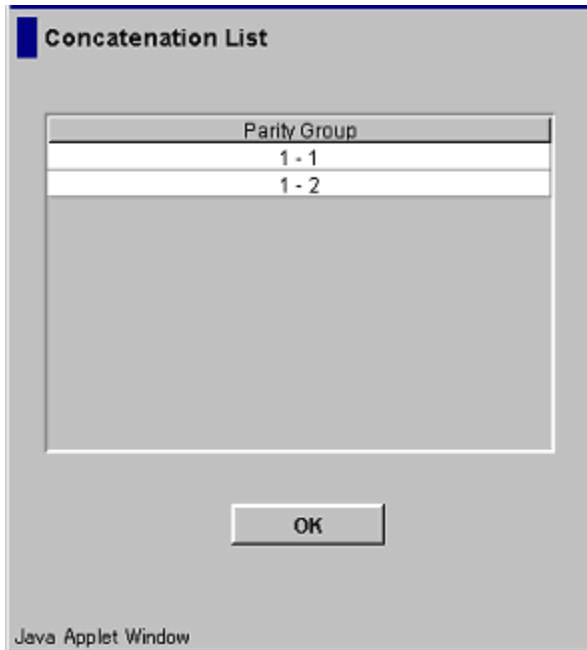 Concatenation List
Parity Group
1 - 1
1 - 2
OK
Java Applet Window